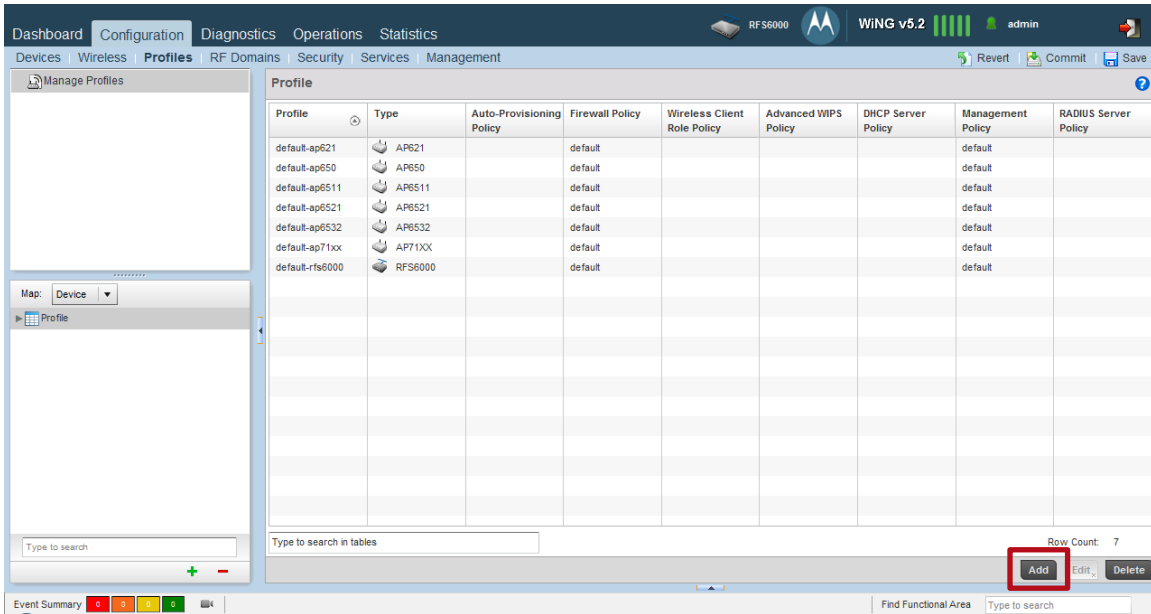 RFS6000 WiNG v5.2 admin
Dashboard Configuration Diagnostics Operations Statistics
Devices Wireless Profiles RF Domains Security Services Management Revert Commit Save
Manage Profiles
Profile
Profile Type Auto-Provisioning Policy Firewall Policy Wireless Client Role Policy Advanced WIPS Policy DHCP Server Policy Management Policy RADIUS Server Policy
default-ap621 AP621 default default
default-ap650 AP650 default default
default-ap6511 AP6511 default default
default-ap6521 AP6521 default default
default-ap6532 AP6532 default default
default-ap71xx AP71XX default default
default-rfs6000 RFS6000 default default
Map: Device
Profile
Type to search
Type to search in tables Row Count: 7
Add Edit Delete
Event Summary 0 0 0 0 Find Functional Area Type to search